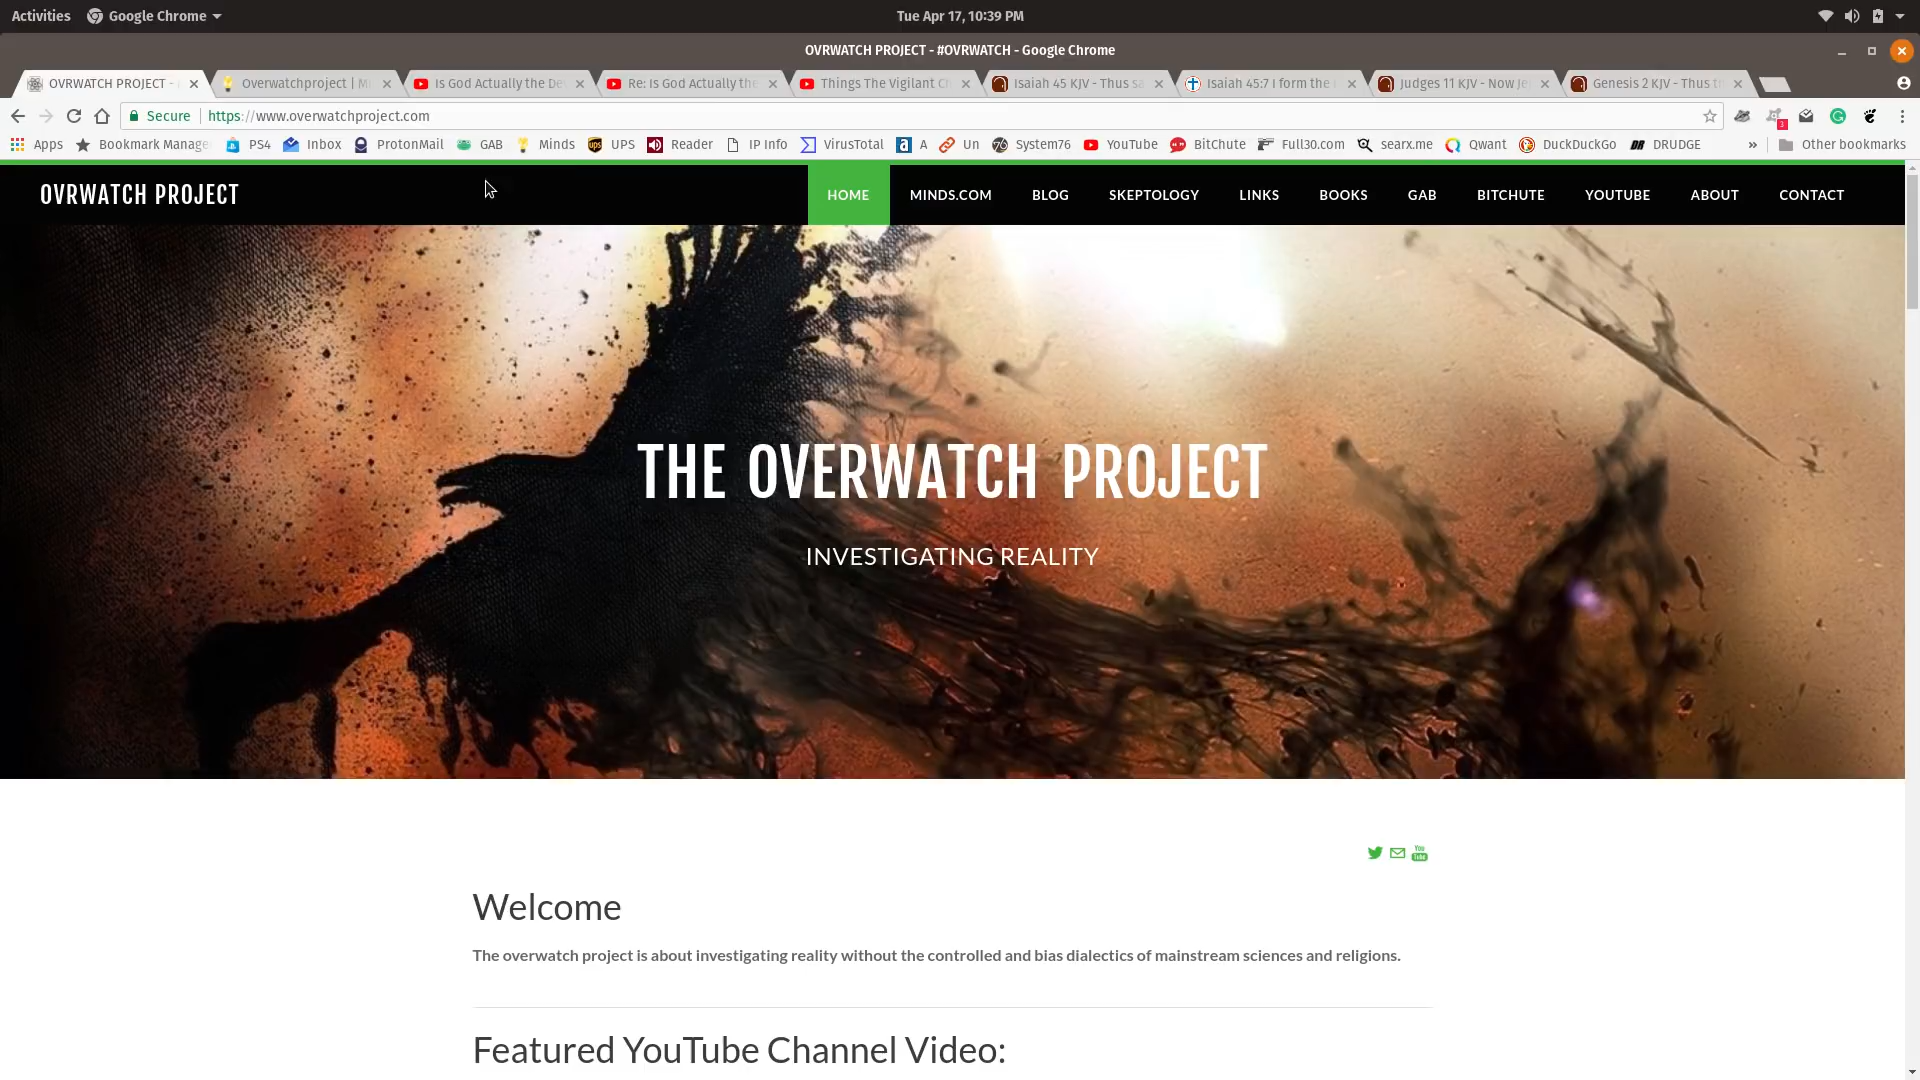 Activities Google Chrome Tue Apr 17, 10:39 PM
OVRWATCH PROJECT - #OVRWATCH - Google Chrome
OVRWATCH PROJECT - Overwatchproject | M Is God Actually the De Re: Is God Actually the Things The Vigilant C Isaiah 45 KJV - Thus sa Isaiah 45:7 I form the Judges 11 KJV - Now Je Genesis 2 KJV - Thus t
Secure https://www.overwatchproject.com 3
Apps Bookmark Manage PS4 Inbox ProtonMail GAB Minds UPS Reader IP Info VirusTotal A Un System76 YouTube BitChute Full30.com searx.me Qwant DuckDuckGo DRUDGE » Other bookmarks
OVRWATCH PROJECT HOME MINDS.COM BLOG SKEPTOLOGY LINKS BOOKS GAB BITCHUTE YOUTUBE ABOUT CONTACT
THE OVERWATCH PROJECT
INVESTIGATING REALITY
Welcome
The overwatch project is about investigating reality without the controlled and bias dialectics of mainstream sciences and religions.
Featured YouTube Channel Video: